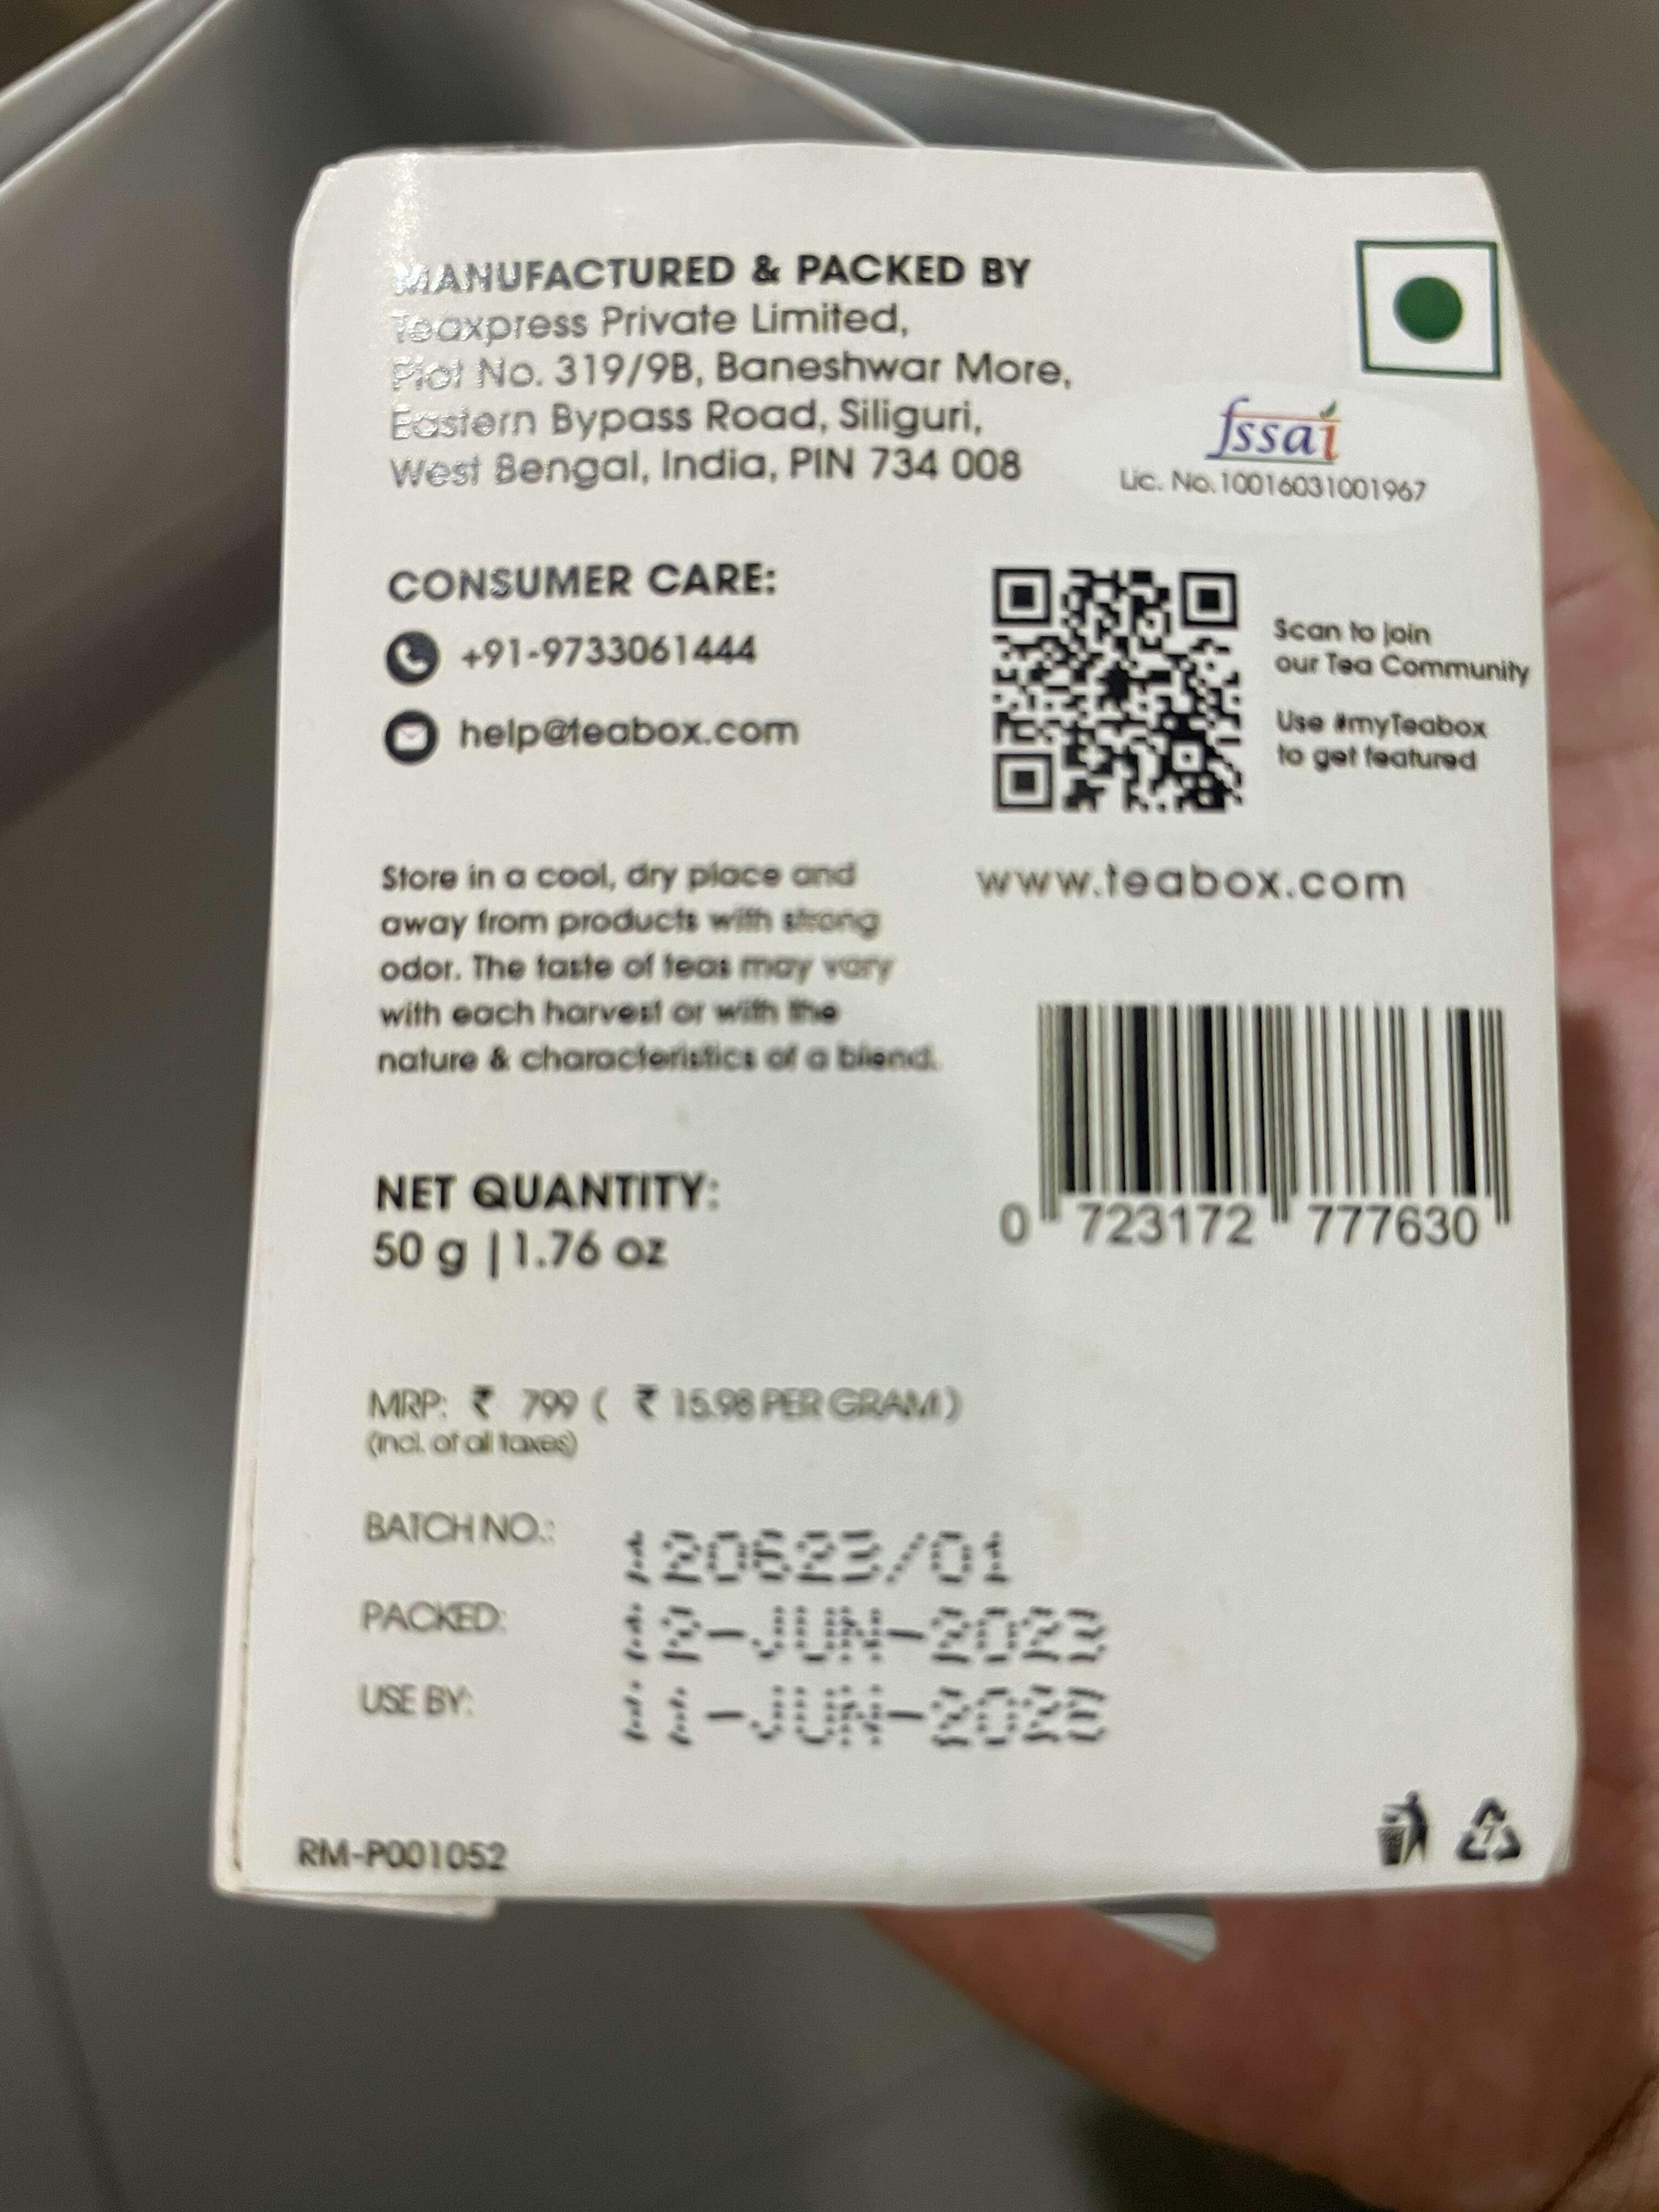 MANUFACTURED & PACKED BY
Teaxpress Private Limited,
Plot No. 319/9B, Baneshwar More,
Eastern Bypass Road, Siliguri,
West Bengal, India, PIN 734 008
fssai
Lic. No.10016031001967
CONSUMER CARE:
+91-9733061444
help@teabox.com
Scan to join
our Tea Community
Use #myTeabox
to get featured
www.teabox.com
Store in a cool, dry place and
away from products with strong
odor. The taste of teas may vary
with each harvest or with the
nature & characteristics of a blend.
0 723172 777630
NET QUANTITY:
50 g | 1.76 oz
MRP: ₹ 799 ( ₹ 15.98 PER GRAM )
(incl. of all taxes)
BATCH NO.: 120623/01
PACKED: 12-JUN-2023
USE BY: 11-JUN-
RM-P001052
7